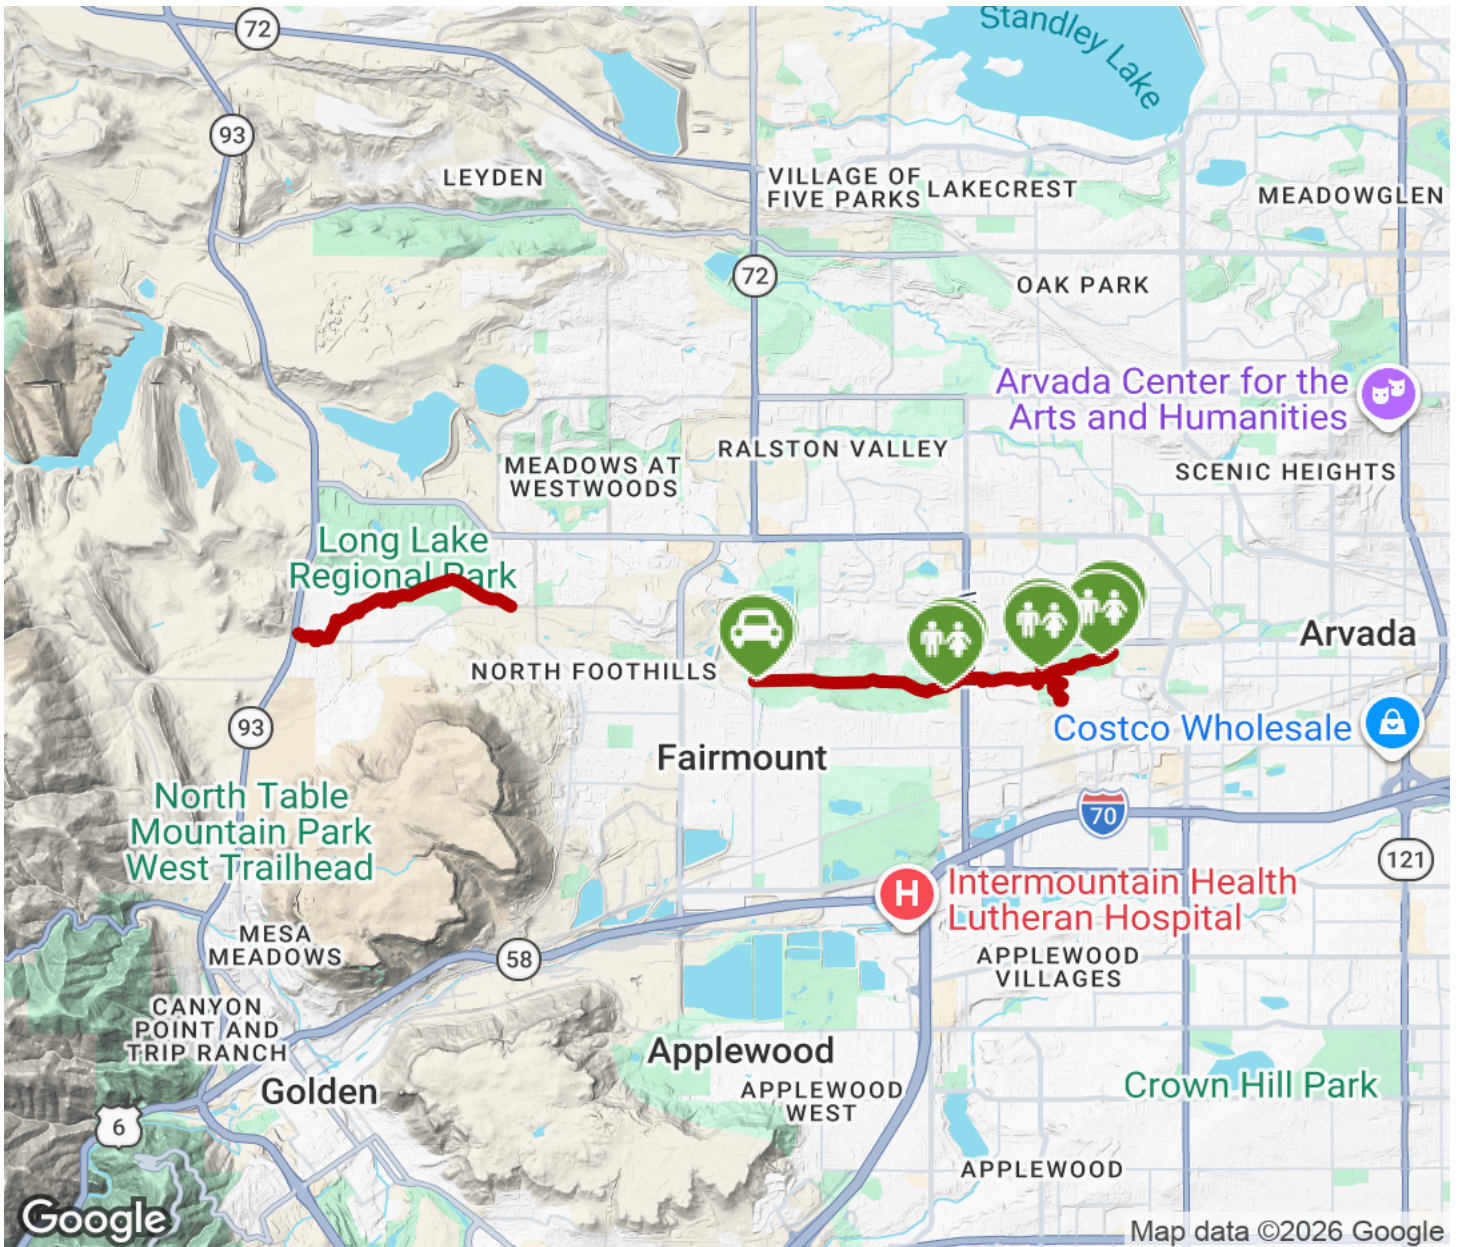 72
Standley Lake
93
LEYDEN
VILLAGE OF
FIVE PARKS
LAKECREST
MEADOWGLEN
72
OAK PARK
Arvada Center for the
Arts and Humanities
RALSTON VALLEY
MEADOWS AT
WESTWOODS
SCENIC HEIGHTS
Long Lake
Regional Park
Arvada
NORTH FOOTHILLS
93
Costco Wholesale
Fairmount
North Table
Mountain Park
West Trailhead
70
121
H
Intermountain Health
Lutheran Hospital
MESA
MEADOWS
58
APPLEWOOD
VILLAGES
CANYON
POINT AND
TRIP RANCH
Applewood
Golden
APPLEWOOD
WEST
Crown Hill Park
6
APPLEWOOD
Google
Map data ©2026 Google